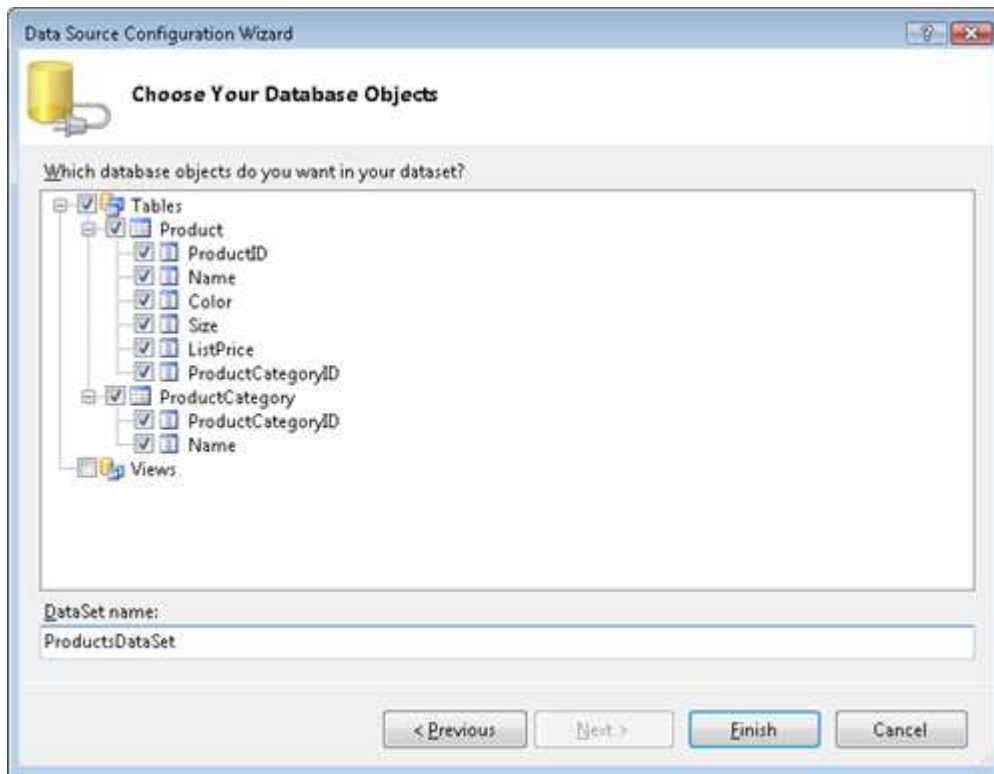 Data Source Configuration Wizard
Choose Your Database Objects
Which database objects do you want in your dataset?
Tables
Product
ProductID
Name
Color
Size
ListPrice
ProductCategoryID
ProductCategory
ProductCategoryID
Name
Views
DataSet name:
ProductsDataSet
< Previous Next > Finish Cancel